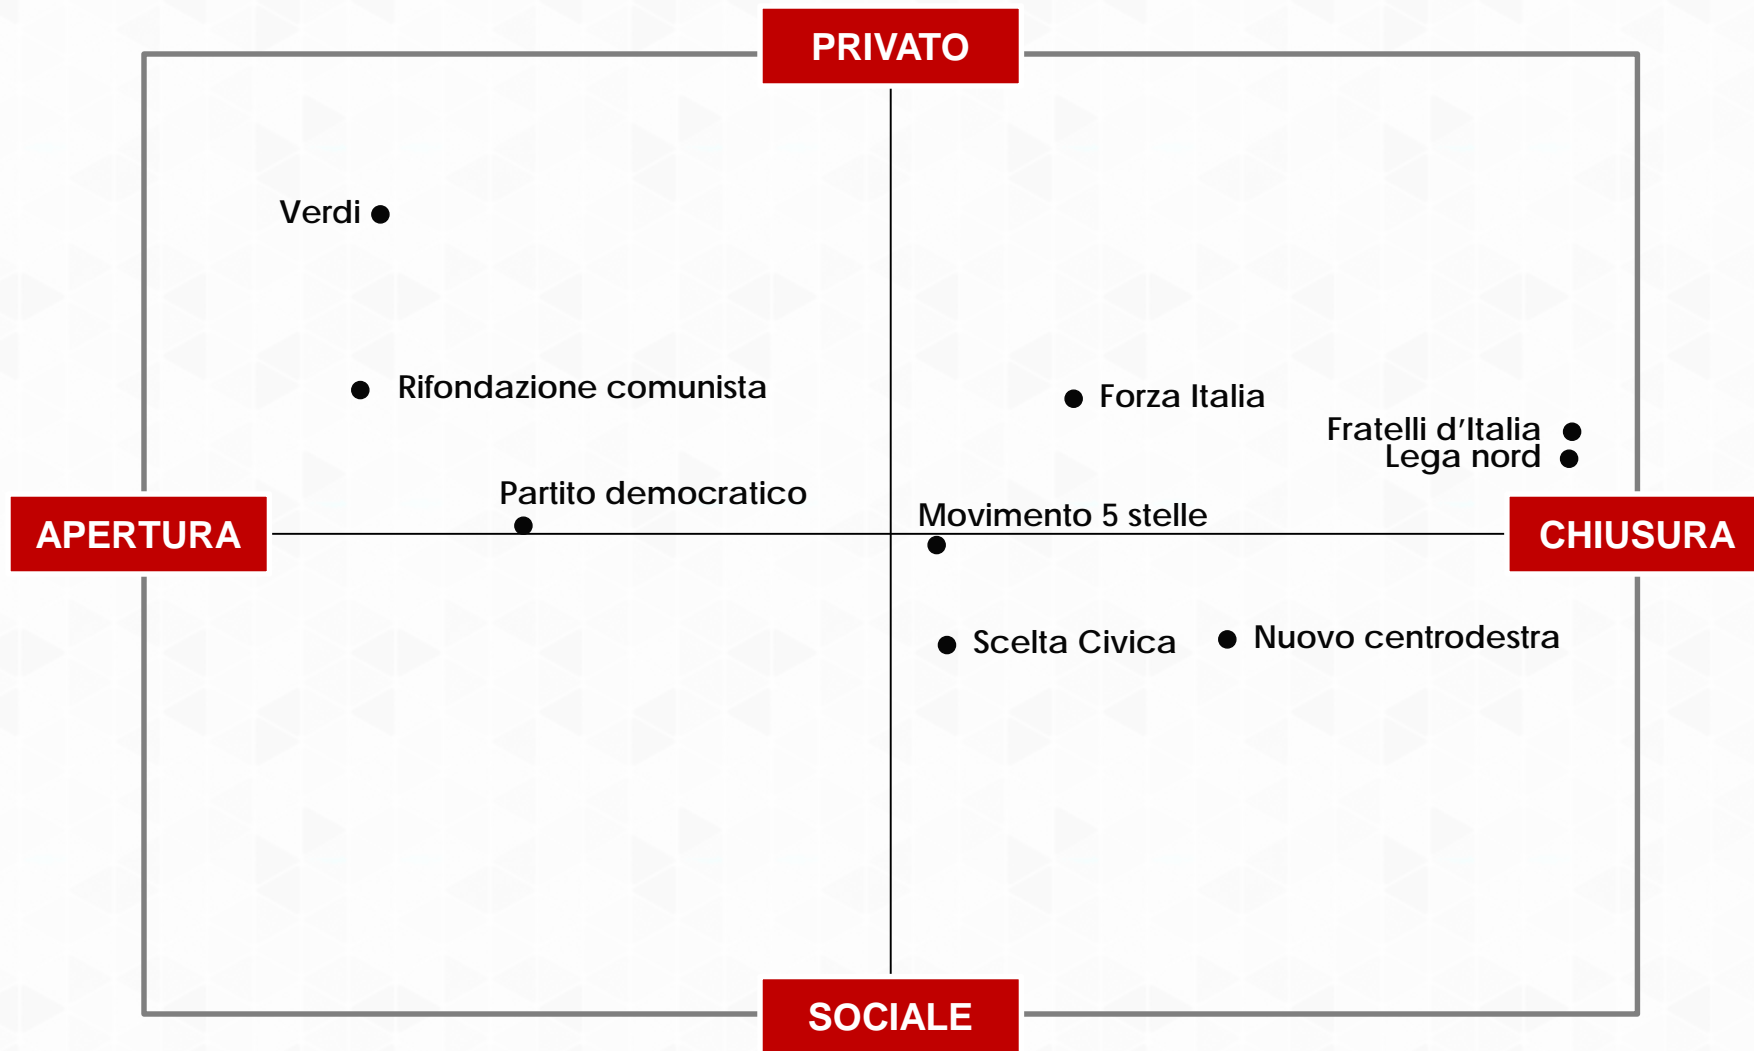 PRIVATO
Verdi
Rifondazione comunista
Forza Italia
Fratelli d'Italia
Lega nord
Partito democratico
Movimento 5 stelle
APERTURA
CHIUSURA
Scelta Civica
Nuovo centrodestra
SOCIALE